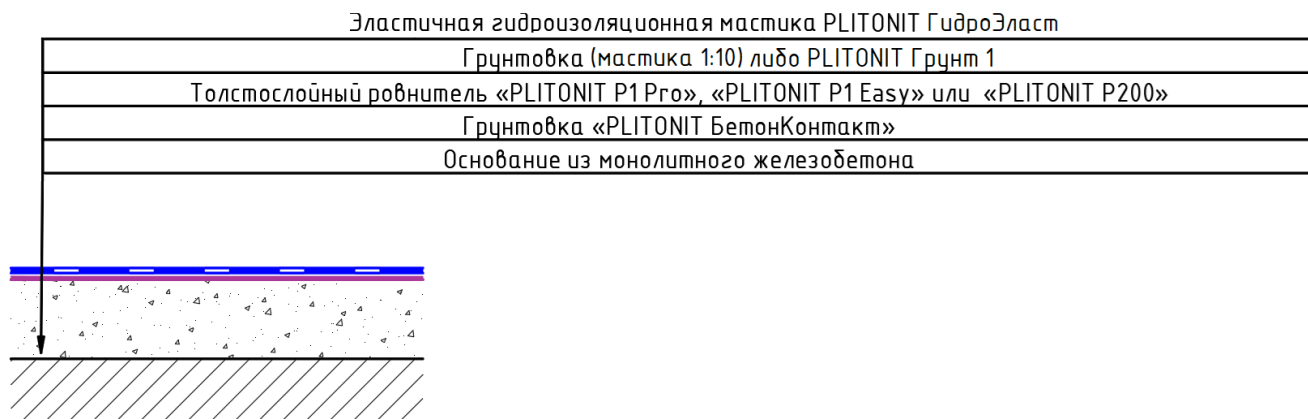 Эластичная гидроизоляционная мастика PLITONIT ГидроЭласт
Грунтовка (мастика 1:10) либо PLITONIT Грунт 1
Толстослойный ровнитель «PLITONIT P1 Pro», «PLITONIT P1 Easy» или «PLITONIT P200»
Грунтовка «PLITONIT БетонКонтакт»
Основание из монолитного железобетона